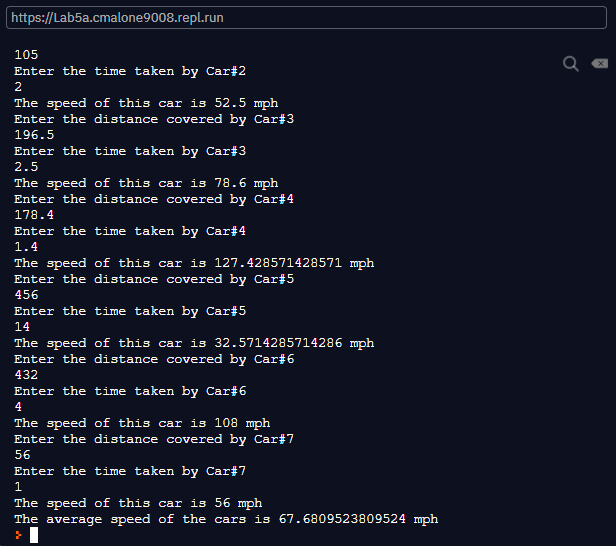 https://Lab5a.cmalone9008.repl.run
105
Enter the time taken by Car#2
2
The speed of this car is 52.5 mph
Enter the distance covered by Car#3
196.5
Enter the time taken by Car#3
2.5
The speed of this car is 78.6 mph
Enter the distance covered by Car#4
178.4
Enter the time taken by Car#4
1.4
The speed of this car is 127.428571428571 mph
Enter the distance covered by Car#5
456
Enter the time taken by Car#5
14
The speed of this car is 32.5714285714286 mph
Enter the distance covered by Car#6
432
Enter the time taken by Car#6
4
The speed of this car is 108 mph
Enter the distance covered by Car#7
56
Enter the time taken by Car#7
1
The speed of this car is 56 mph
The average speed of the cars is 67.6809523809524 mph